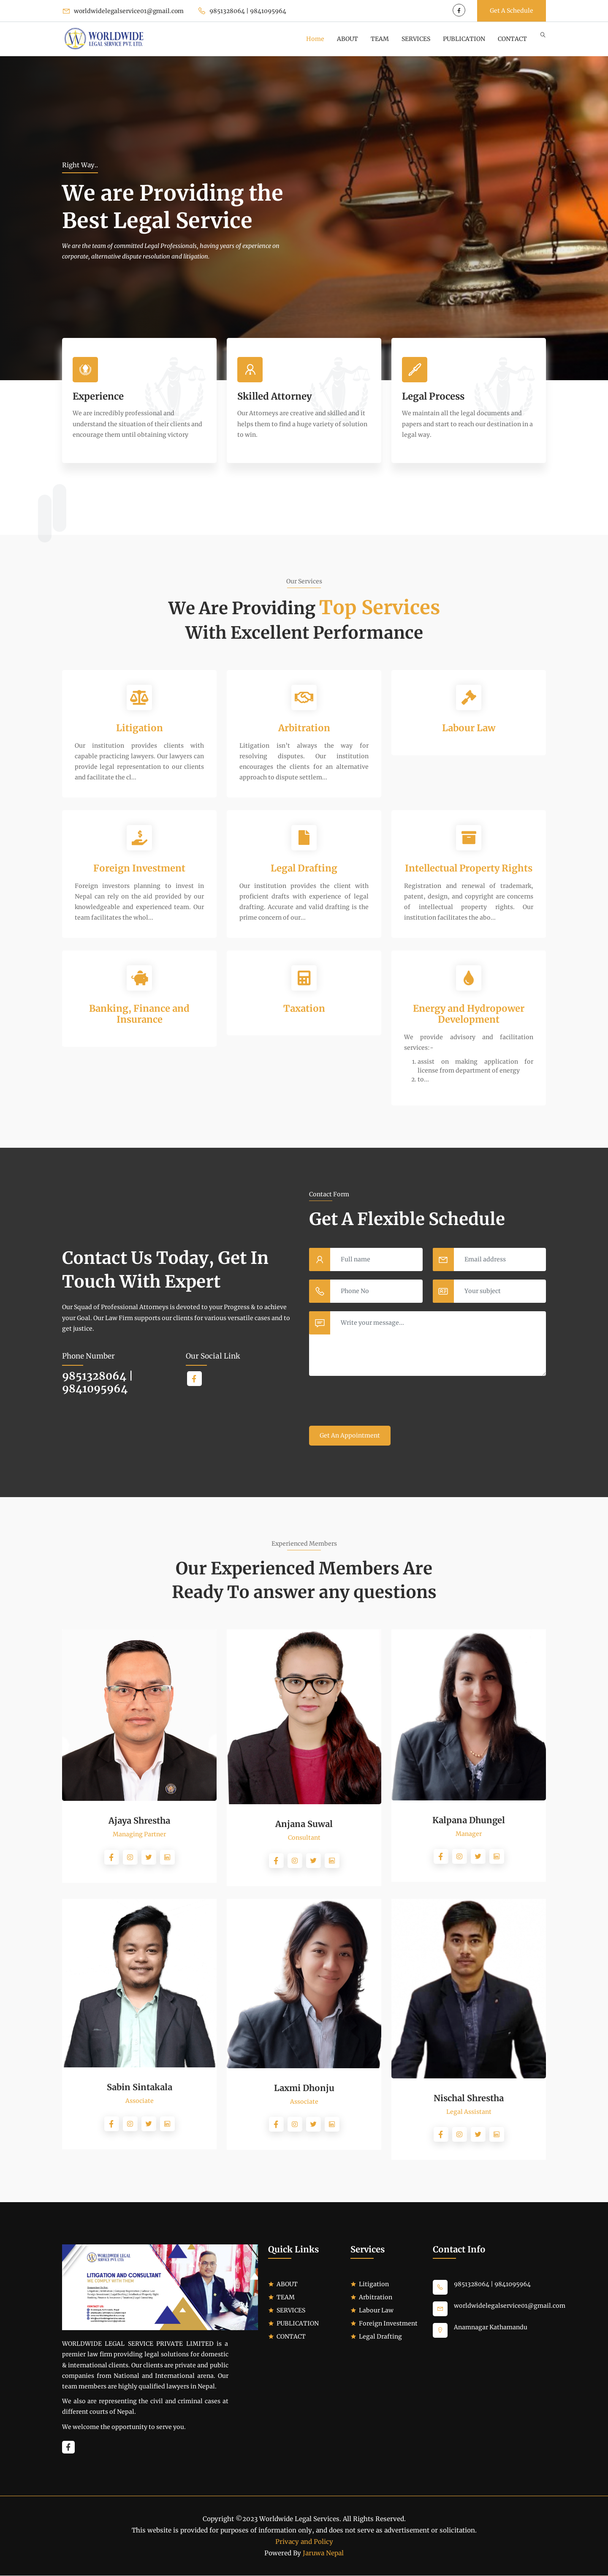 worldwidelegalservice01@gmail.com
9851328064 | 9841095964
Get A Schedule
WORLDWIDE
LEGAL SERVICE PVT. LTD.
Home
ABOUT
TEAM
SERVICES
PUBLICATION
CONTACT
Right Way..
We are Providing the
Best Legal Service
We are the team of committed Legal Professionals, having years of experience on
corporate, alternative dispute resolution and litigation.
Experience
We are incredibly professional and
understand the situation of their clients and
encourage them until obtaining victory
Skilled Attorney
Our Attorneys are creative and skilled and it
helps them to find a huge variety of solution
to win.
Legal Process
We maintain all the legal documents and
papers and start to reach our destination in a
legal way.
Our Services
We Are Providing Top Services
With Excellent Performance
Litigation
Our institution provides clients with
capable practicing lawyers. Our lawyers can
provide legal representation to our clients
and facilitate the cl...
Arbitration
Litigation isn't always the way for
resolving disputes. Our institution
encourages the clients for an alternative
approach to dispute settlem...
Labour Law
Foreign Investment
Foreign investors planning to invest in
Nepal can rely on the aid provided by our
knowledgeable and experienced team. Our
team facilitates the whol...
Legal Drafting
Our institution provides the client with
proficient drafts with experience of legal
drafting. Accurate and valid drafting is the
prime concern of our...
Intellectual Property Rights
Registration and renewal of trademark,
patent, design, and copyright are concerns
of intellectual property rights. Our
institution facilitates the abo...
Banking, Finance and
Insurance
Taxation
Energy and Hydropower
Development
We provide advisory and facilitation
services:-
1. assist on making application for
license from department of energy
2. to...
Contact Us Today, Get In
Touch With Expert
Our Squad of Professional Attorneys is devoted to your Progress & to achieve
your Goal. Our Law Firm supports our clients for various versatile cases and to
get justice.
Phone Number
9851328064 |
9841095964
Our Social Link
Contact Form
Get A Flexible Schedule
Full name
Email address
Phone No
Your subject
Write your message...
Get An Appointment
Experienced Members
Our Experienced Members Are
Ready To answer any questions
Ajaya Shrestha
Managing Partner
Anjana Suwal
Consultant
Kalpana Dhungel
Manager
Sabin Sintakala
Associate
Laxmi Dhonju
Associate
Nischal Shrestha
Legal Assistant
WORLDWIDE LEGAL
SERVICE PVT. LTD.
LITIGATION AND CONSULTANT
WE COMPLY WITH THEM
WORLDWIDE LEGAL SERVICE PRIVATE LIMITED is a
premier law firm providing legal solutions for domestic
& international clients. Our clients are private and public
companies from National and International arena. Our
team members are highly qualified lawyers in Nepal.
We also are representing the civil and criminal cases at
different courts of Nepal.
We welcome the opportunity to serve you.
Quick Links
ABOUT
TEAM
SERVICES
PUBLICATION
CONTACT
Services
Litigation
Arbitration
Labour Law
Foreign Investment
Legal Drafting
Contact Info
9851328064 | 9841095964
worldwidelegalservice01@gmail.com
Anamnagar Kathamandu
Copyright ©2023 Worldwide Legal Services. All Rights Reserved.
This website is provided for purposes of information only, and does not serve as advertisement or solicitation.
Privacy and Policy
Powered By Jaruwa Nepal